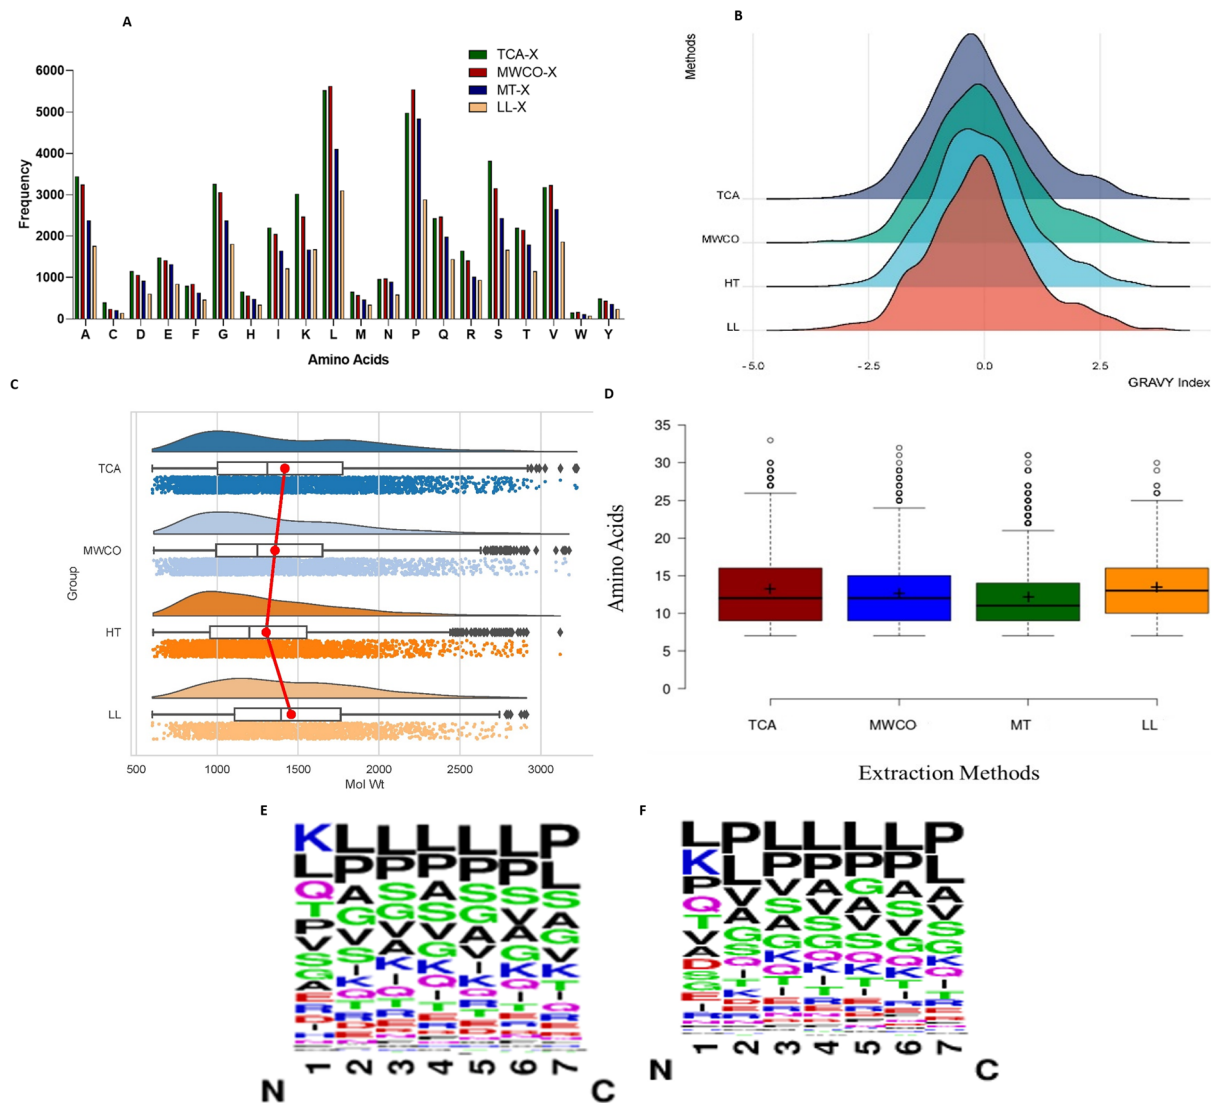 A
TCA-X
MWCO-X
MT-X
LL-X
6000
5000
4000
3000
2000
1000
0
Frequency
A C D E F G H I K L M N P Q R S T V W Y
Amino Acids
B
Methods
TCA
MWCO
HT
LL
-5.0 -2.5 0.0 2.5
GRAVY Index
C
Group
TCA
MWCO
HT
LL
500 1000 1500 2000 2500 3000
Mol Wt
D
35
30
25
20
15
10
5
0
Amino Acids
TCA MWCO MT LL
Extraction Methods
E
K L L L L L P
L P P P P P L
Q A S A S S S
T G G S G V A
P V V V A A G
V S A G V G V
N 1 2 3 4 5 6 7 C
F
L P L L L L P
K L P P P P L
P V V A G A A
Q A S V A S V
T G A S V V S
N 1 2 3 4 5 6 7 C